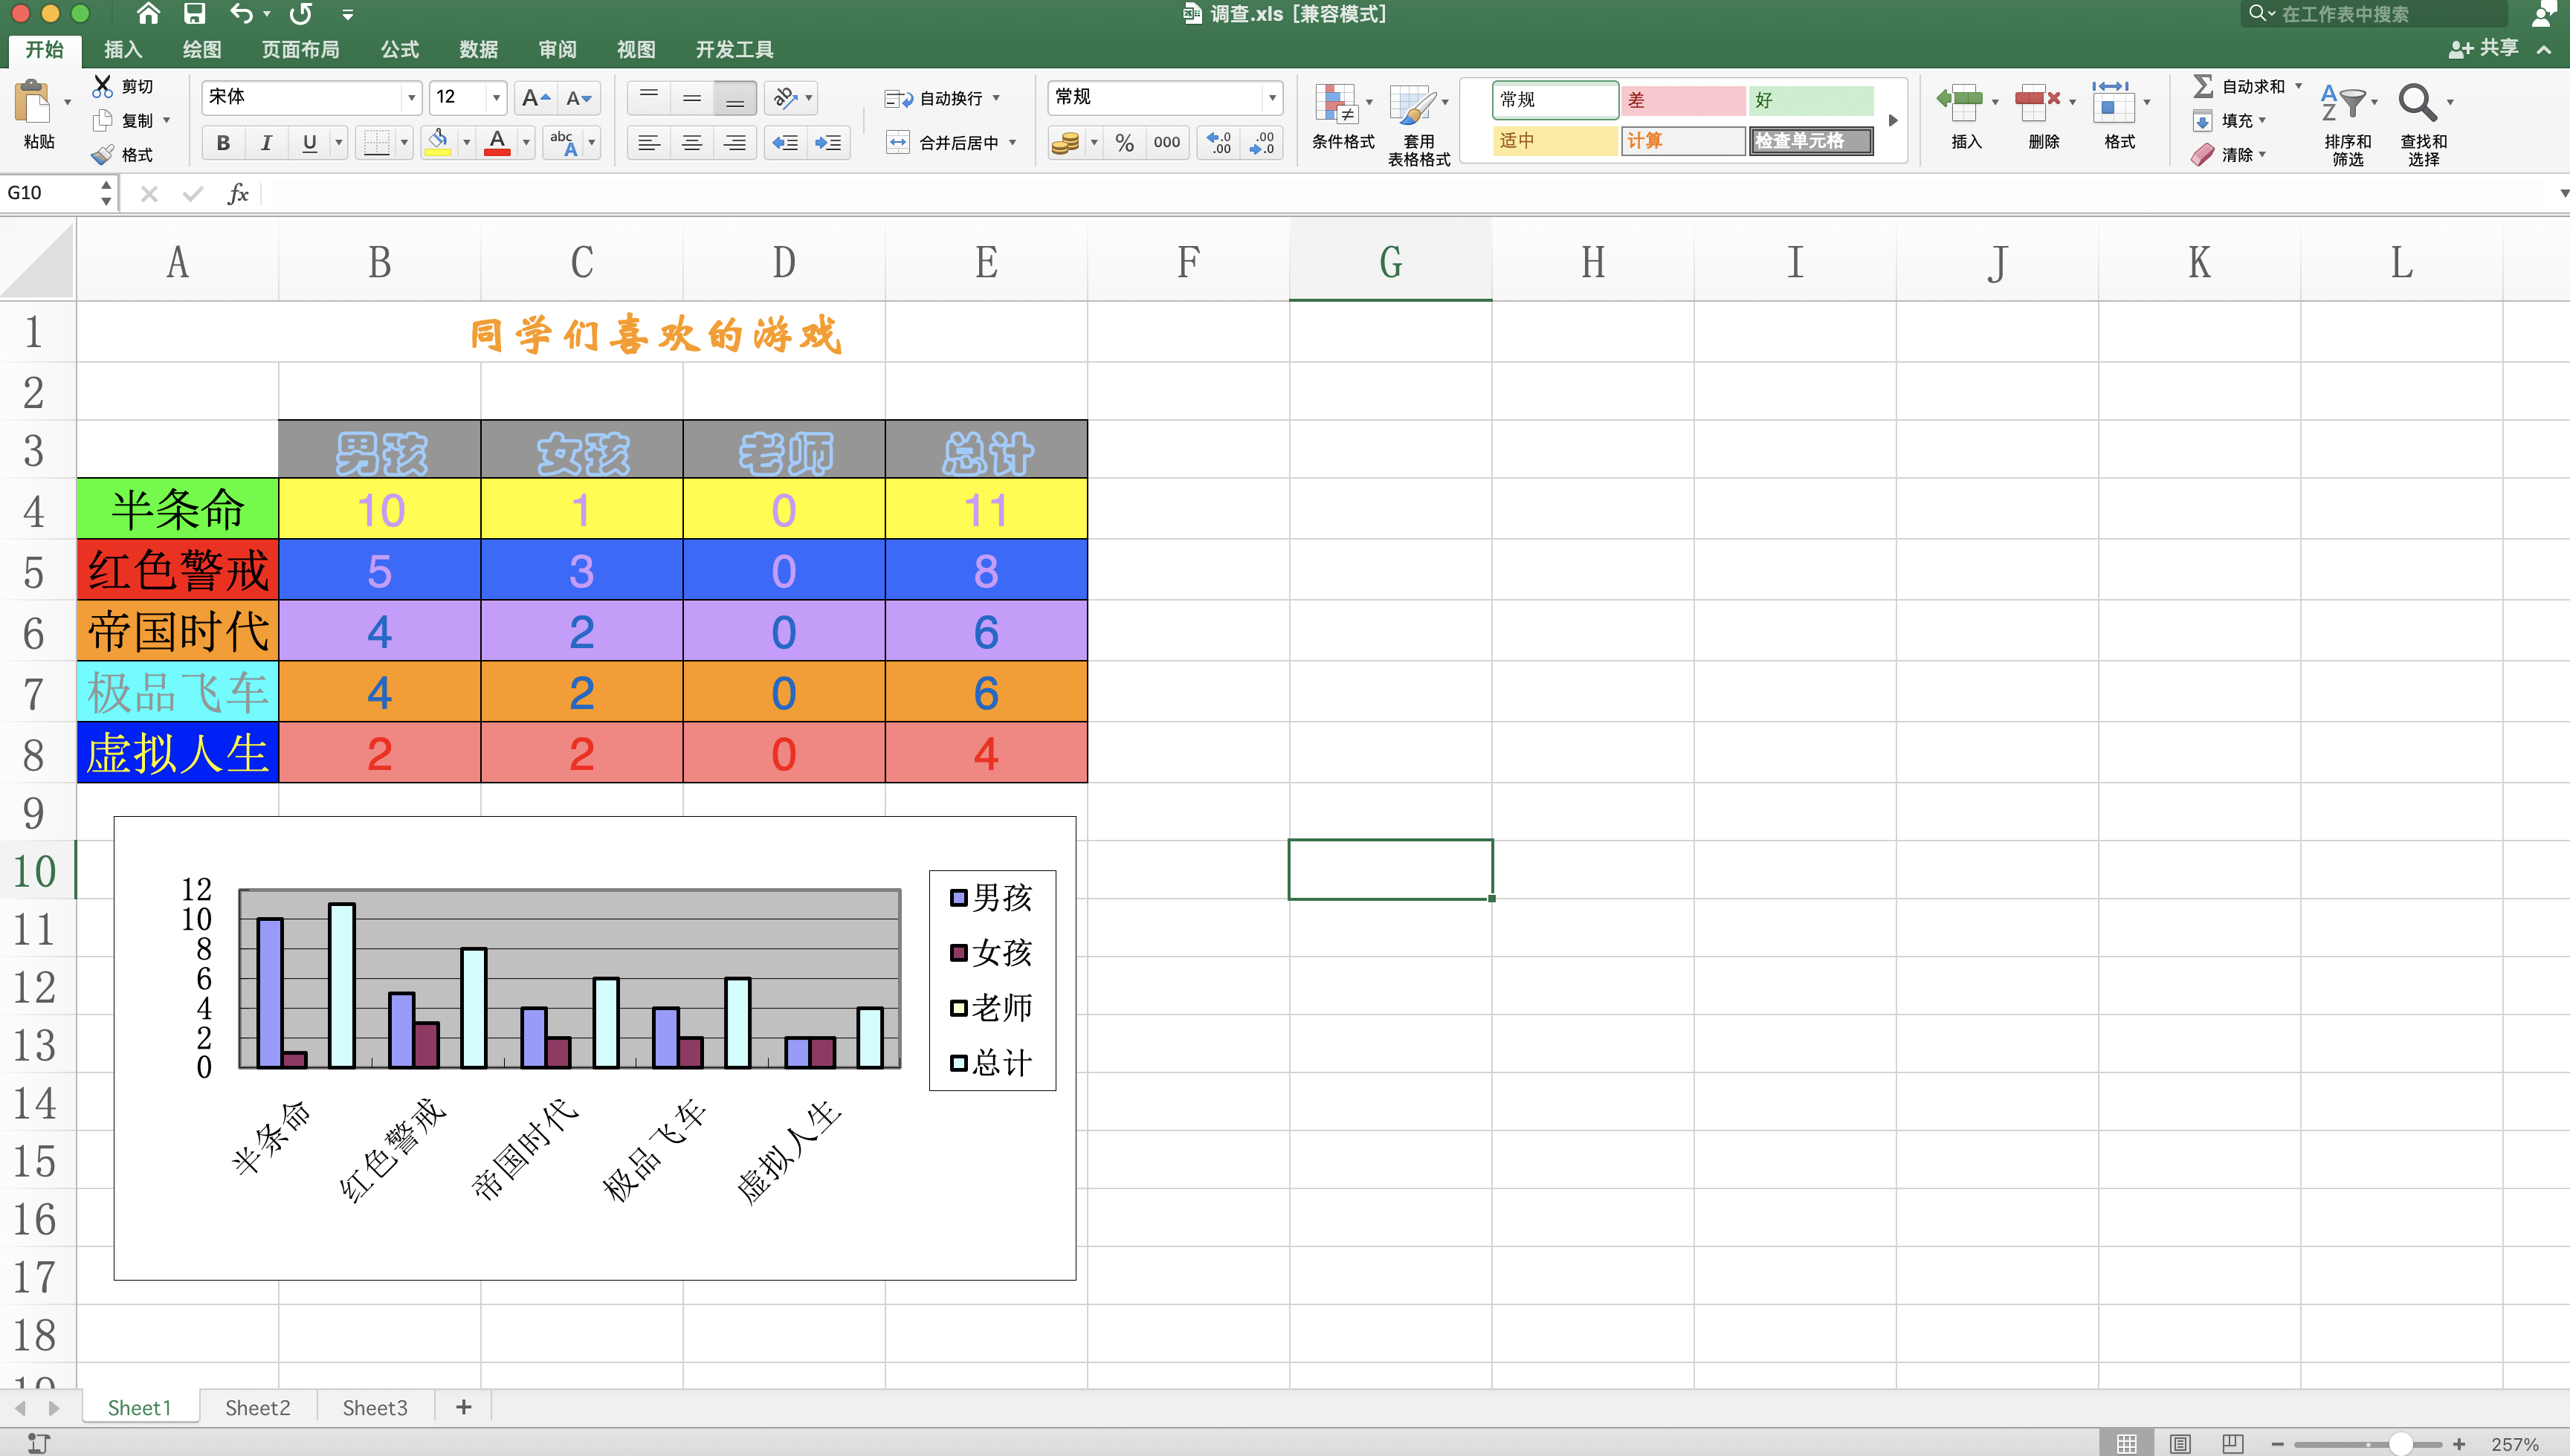 调查.xls [兼容模式]
在工作表中搜索
开始 插入 绘图 页面布局 公式 数据 审阅 视图 开发工具
共享
粘贴 剪切 复制 格式
宋体 12
自动换行
合并后居中
常规
% 000
条件格式 套用表格格式
常规 差 好
适中 计算 检查单元格
插入 删除 格式
自动求和
填充
清除
排序和筛选
查找和选择
G10 fx
A B C D E F G H I J K L
1 同学们喜欢的游戏
2
3 男孩 女孩 老师 总计
4 半条命 10 1 0 11
5 红色警戒 5 3 0 8
6 帝国时代 4 2 0 6
7 极品飞车 4 2 0 6
8 虚拟人生 2 2 0 4
9
10
11
12
13
14
15
16
17
18
12
10
8
6
4
2
0
半条命 红色警戒 帝国时代 极品飞车 虚拟人生
男孩
女孩
老师
总计
Sheet1 Sheet2 Sheet3 +
257%